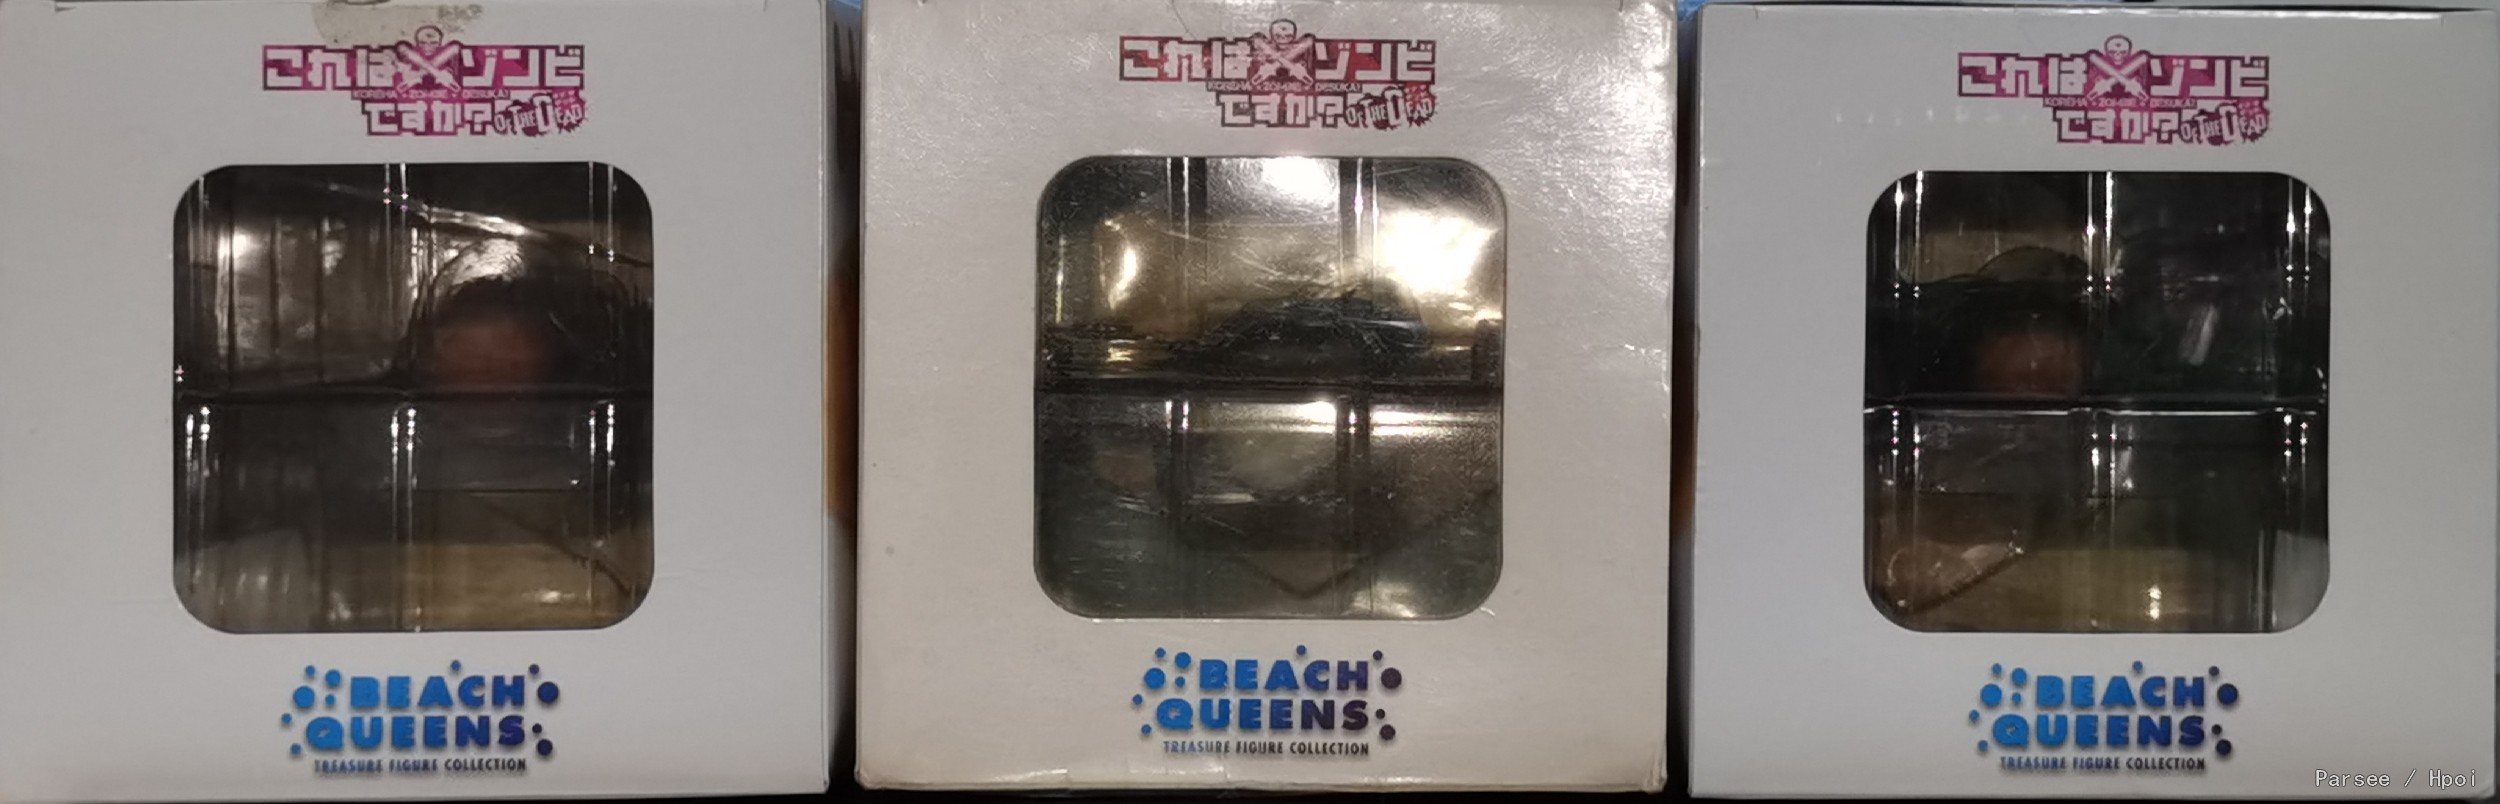 これは ゾンビ
KOREHA ・ ZOMBIE ・ DESUKA?
ですか? OF THE DEAD
BEACH
QUEENS
TREASURE FIGURE COLLECTION
これは ゾンビ
KOREHA ・ ZOMBIE ・ DESUKA?
ですか? OF THE DEAD
BEACH
QUEENS
TREASURE FIGURE COLLECTION
これは ゾンビ
KOREHA ・ ZOMBIE ・ DESUKA?
ですか? OF THE DEAD
BEACH
QUEENS
TREASURE FIGURE COLLECTION
Parsee / Hpoi